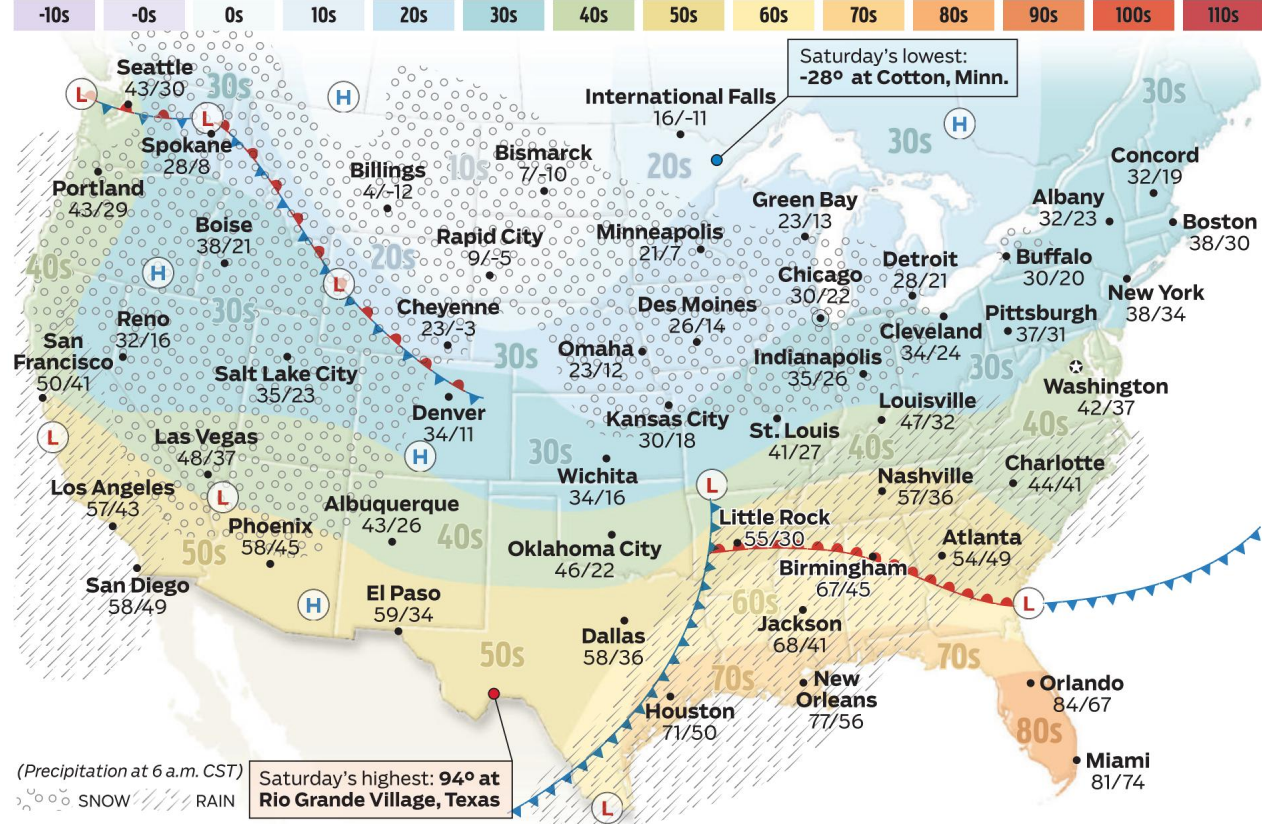 -10s -0s 0s 10s 20s 30s 40s 50s 60s 70s 80s 90s 100s 110s
Saturday's lowest:
-28º at Cotton, Minn.
Seattle
43/30
30s
H
International Falls
16/-11
30s
L
L
H
Spokane
28/8
10s
Bismarck
7/-10
20s
30s
Billings
4/-12
Concord
32/19
Portland
43/29
Green Bay
23/13
Albany
32/23
Boise
38/21
Rapid City
9/-5
Minneapolis
21/7
Boston
38/30
40s
H
20s
Chicago
30/22
Detroit
28/21
Buffalo
30/20
L
New York
38/34
Reno
32/16
30s
Cheyenne
23/-3
Des Moines
26/14
Cleveland
34/24
Pittsburgh
37/31
San
Francisco
50/41
30s
Omaha
23/12
Indianapolis
35/26
30s
Salt Lake City
35/23
Washington
42/37
Denver
34/11
Kansas City
30/18
Louisville
47/32
St. Louis
41/27
40s
40s
L
Las Vegas
48/37
H
30s
Wichita
34/16
Nashville
57/36
Charlotte
44/41
Los Angeles
57/43
L
L
Albuquerque
43/26
Phoenix
58/45
40s
Little Rock
55/30
Oklahoma City
46/22
Atlanta
54/49
50s
Birmingham
67/45
San Diego
58/49
H
El Paso
59/34
60s
L
Jackson
68/41
Dallas
58/36
50s
70s
70s
New
Orleans
77/56
Orlando
84/67
Houston
71/50
80s
Miami
81/74
(Precipitation at 6 a.m. CST)
SNOW RAIN
Saturday's highest: 94º at
Rio Grande Village, Texas
L